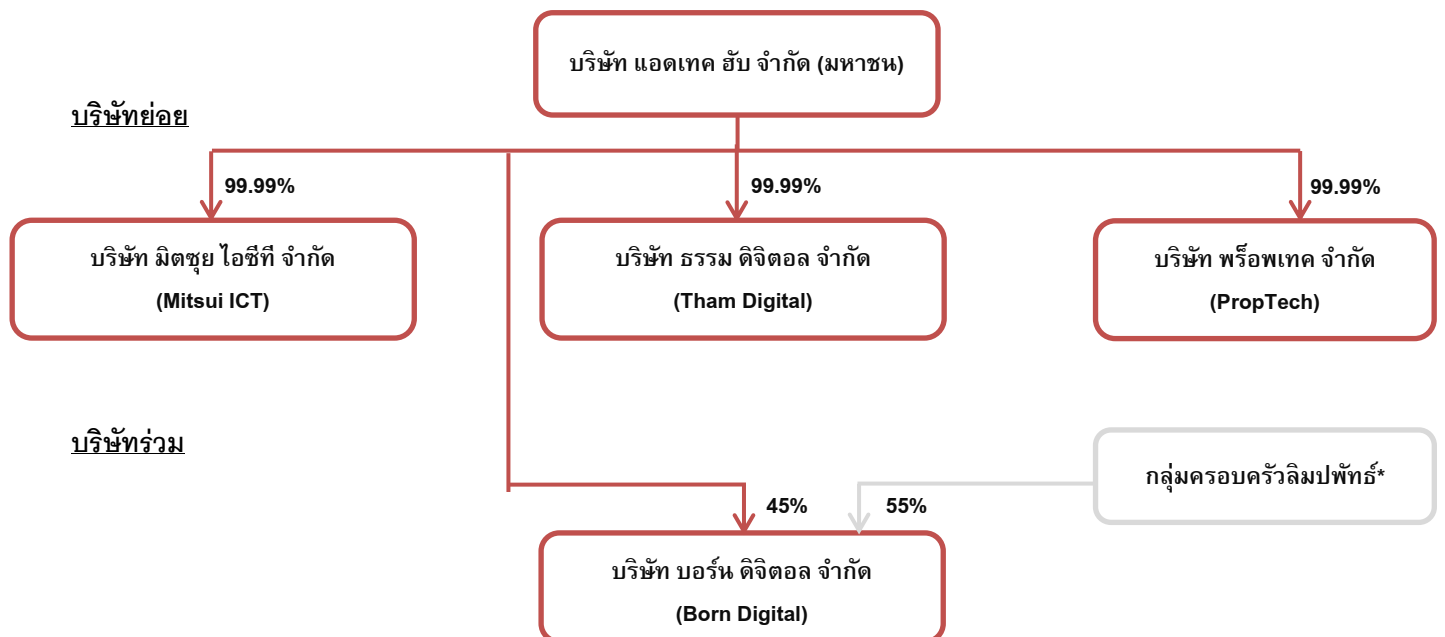 บริษัท แอดเทค ฮับ จำกัด (มหาชน)
บริษัทย่อย
99.99%
99.99%
99.99%
บริษัท มิตซุย ไอซีที จำกัด
(Mitsui ICT)
บริษัท ธรรม ดิจิตอล จำกัด
(Tham Digital)
บริษัท พร็อพเทค จำกัด
(PropTech)
บริษัทร่วม
กลุ่มครอบครัวลิมปพัทธ์*
45%
55%
บริษัท บอร์น ดิจิตอล จำกัด
(Born Digital)